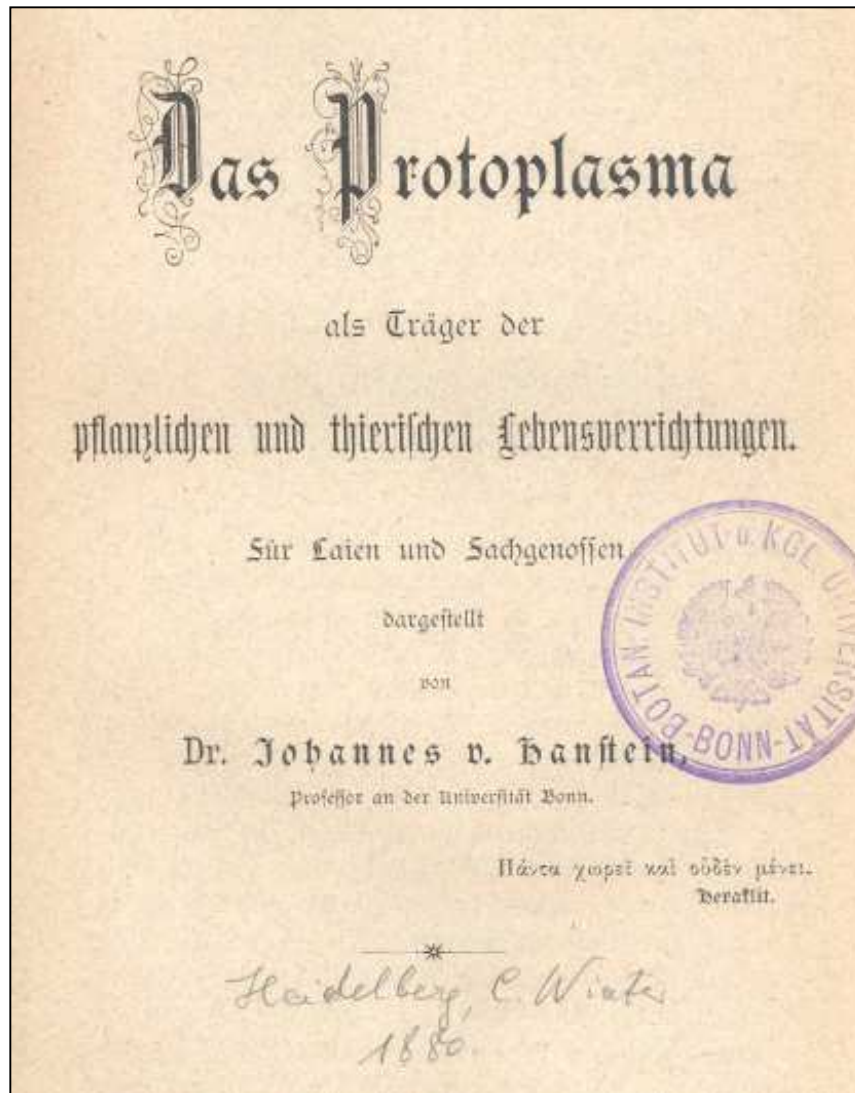 Das Protoplasma
als Träger der
pflanzlichen und thierischen Lebensverrichtungen.
Für Laien und Sachgenossen
dargestellt
von
Dr. Johannes v. Hanstein,
Professor an der Universität Bonn.
Πάντα χωρεῖ καὶ οὐδὲν μένει.
Heraklit.
BOTAN. INSTITUT u. KGL. UNIVERSITÄT-BONN-
Heidelberg, C. Winter
1880.